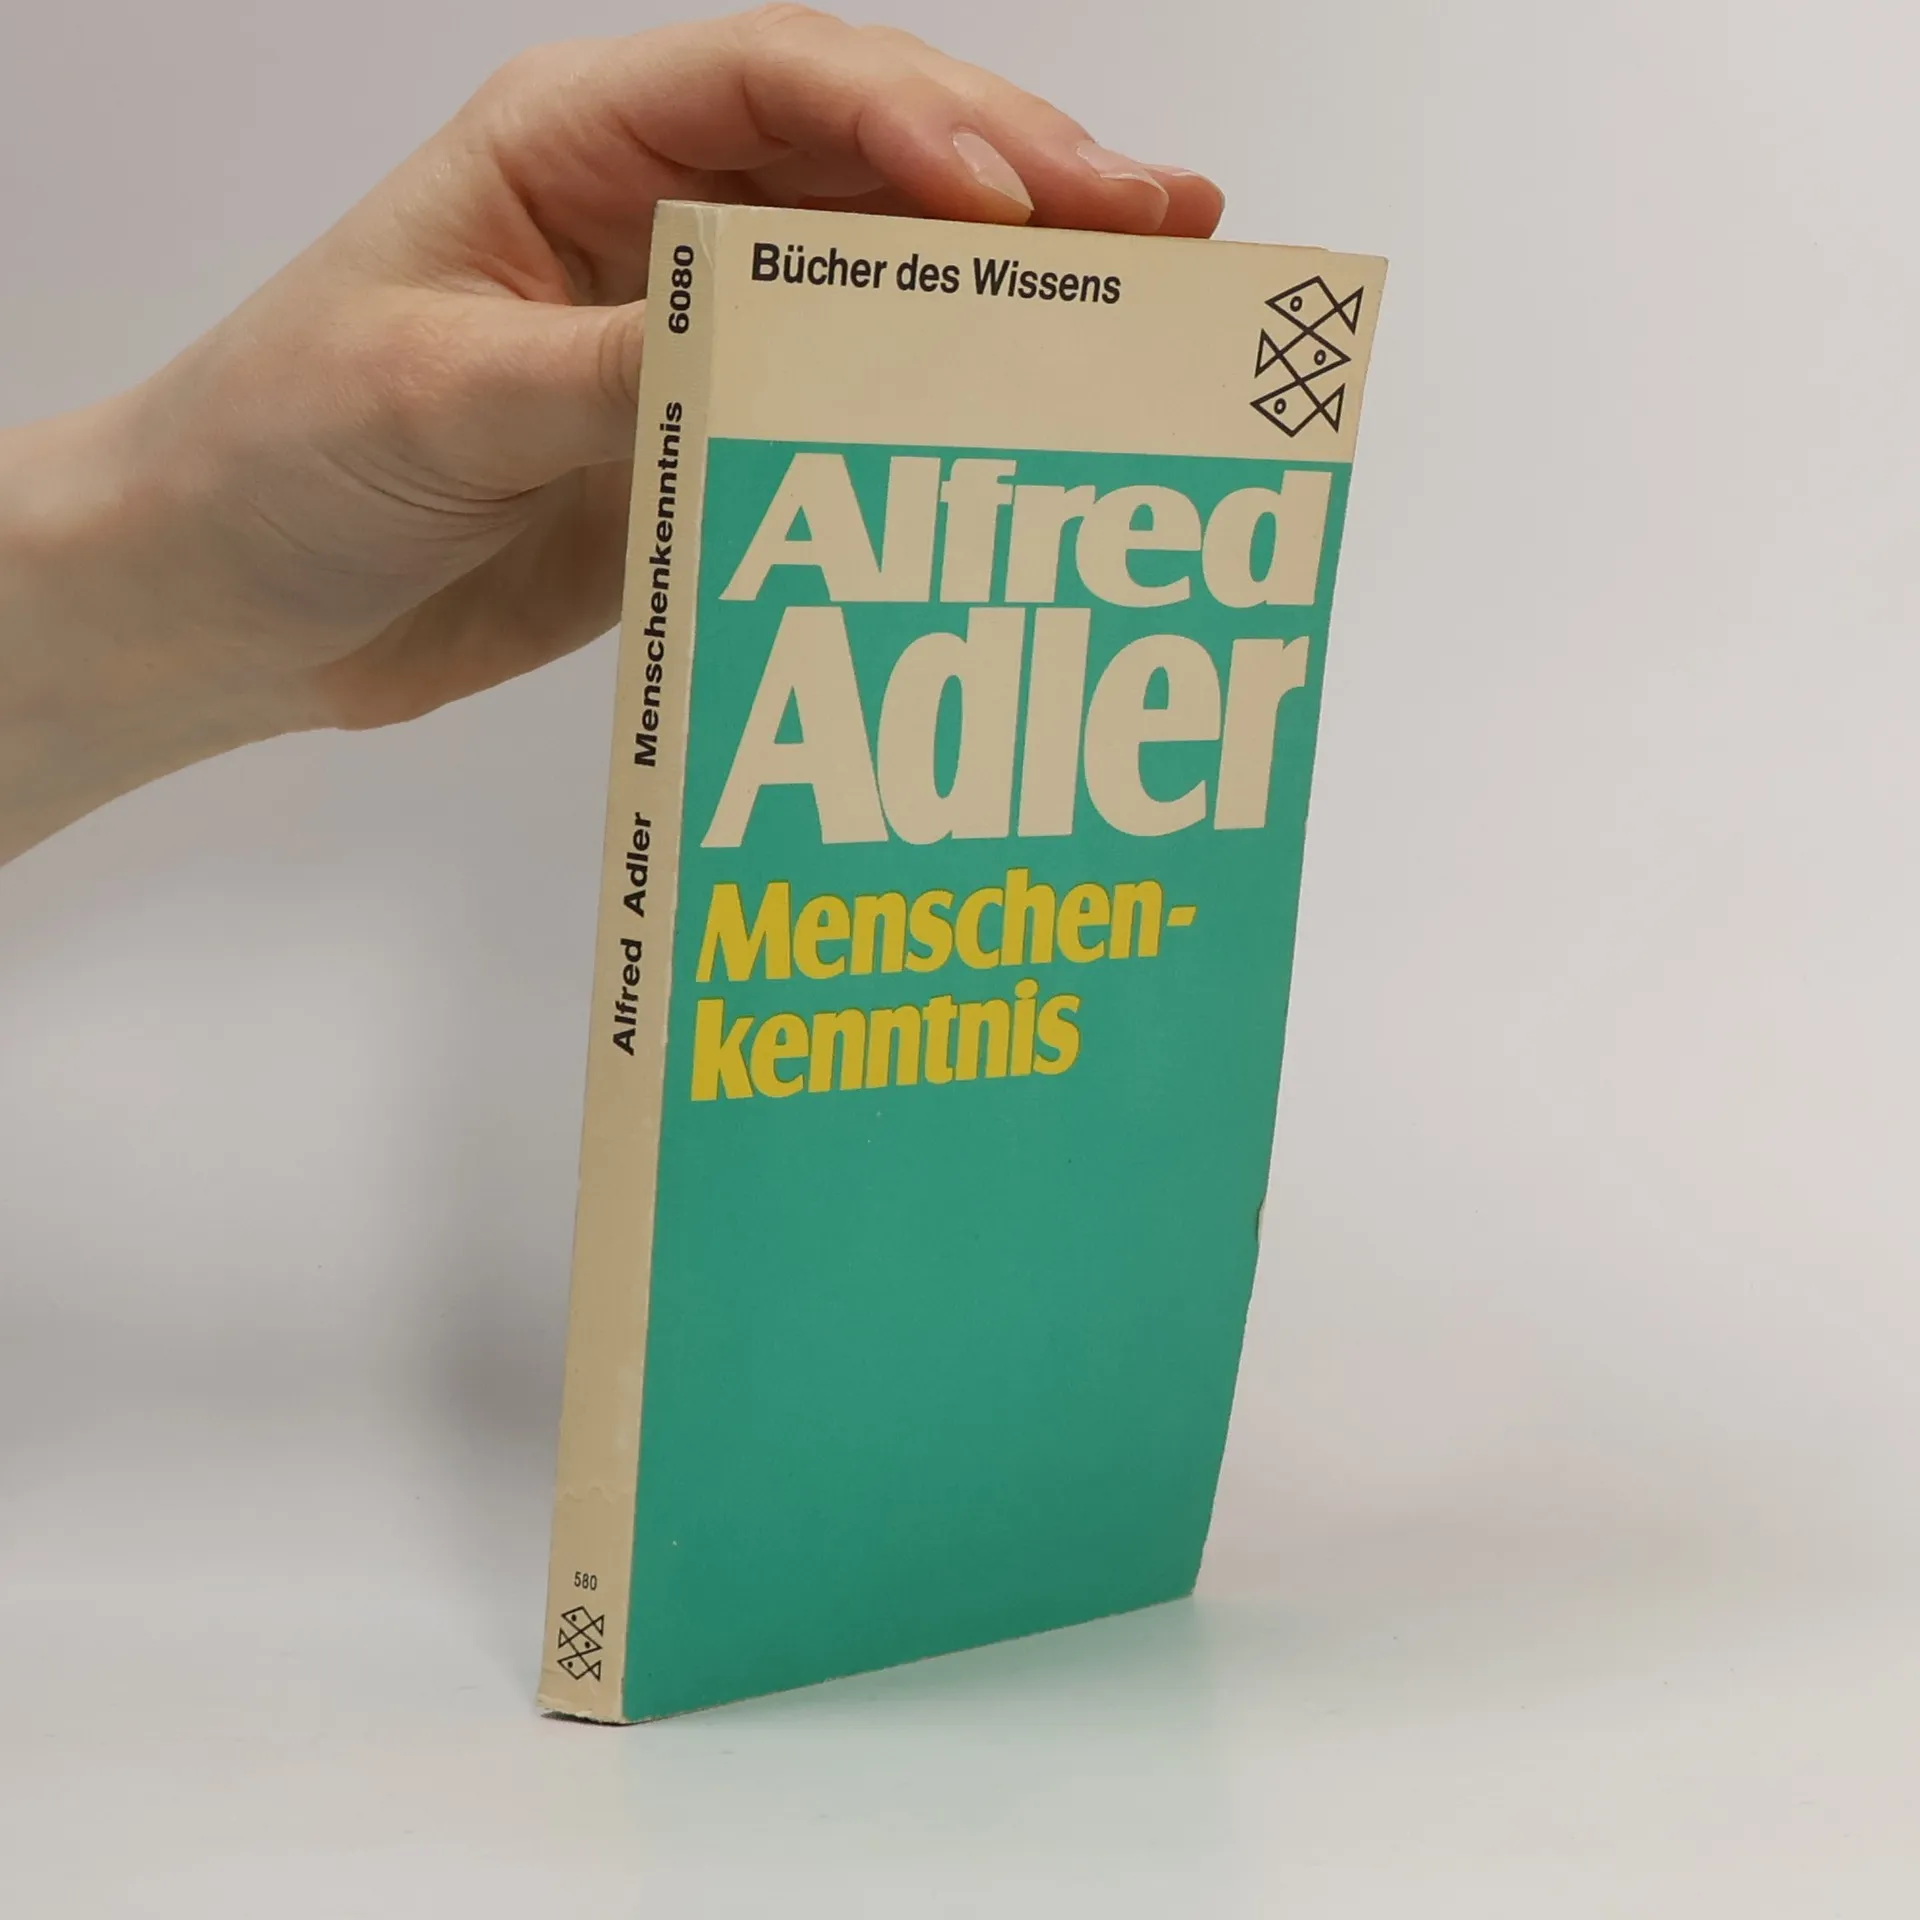 Bücher des Wissens
Alfred
Adler
Menschen-
kenntnis
Alfred Adler Menschenkenntnis 6080
580